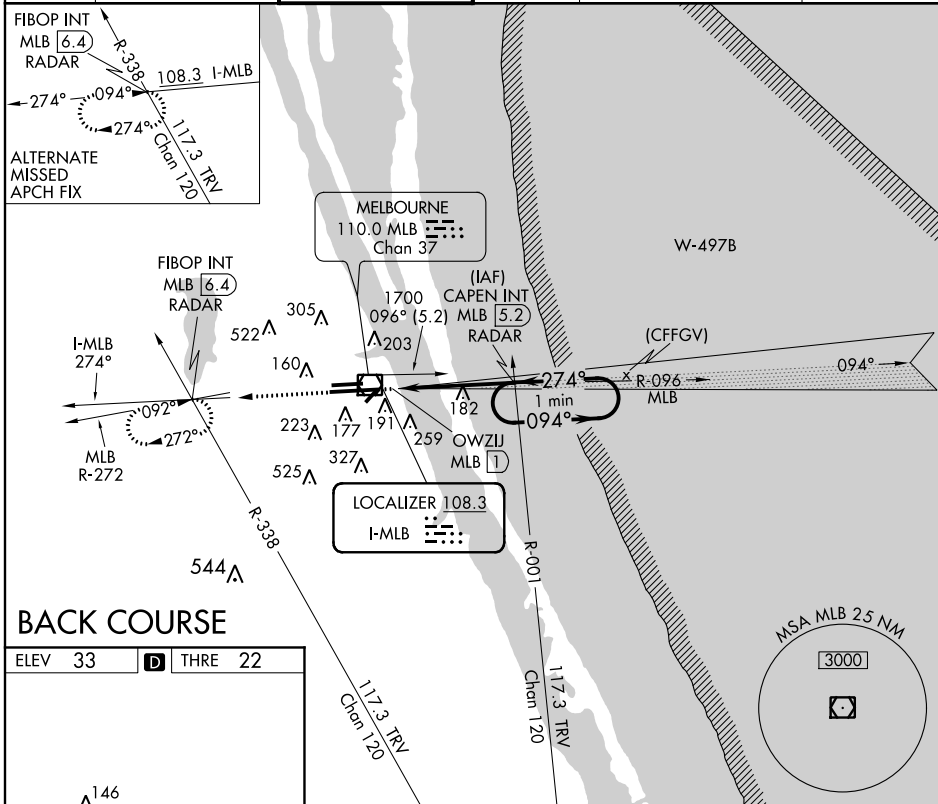 FIBOP INT
MLB 6.4
RADAR
R-338
108.3 I-MLB
274°
094°
274°
117.3 TRV
Chan 120
ALTERNATE
MISSED
APCH FIX
MELBOURNE
110.0 MLB
Chan 37
W-497B
FIBOP INT
MLB 6.4
RADAR
(IAF)
CAPEN INT
MLB 5.2
RADAR
1700
096° (5.2)
305
522
203
(CFFGV)
I-MLB
274°
160
094°
274°
R-096
MLB
1 min
094°
182
092°
272°
MLB
R-272
223
177
191
259
OWZIJ
MLB 1
525
327
LOCALIZER 108.3
I-MLB
R-338
R-001
544
BACK COURSE
MSA MLB 25 NM
3000
ELEV 33 D THRE 22
117.3 TRV
Chan 120
117.3 TRV
Chan 120
146